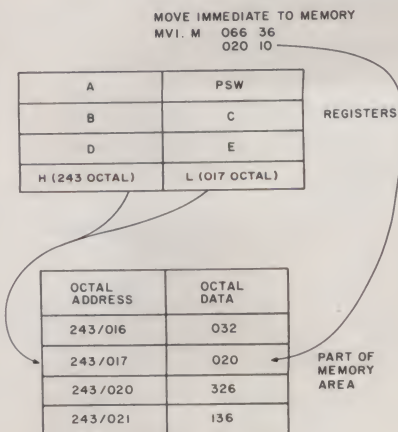 MOVE IMMEDIATE TO MEMORY
MVI. M 066 36
020 10
A PSW
B C
REGISTERS
D E
H (243 OCTAL) L (017 OCTAL)
OCTAL ADDRESS OCTAL DATA
243/016 032
243/017 020
PART OF
MEMORY
AREA
243/020 326
243/021 136